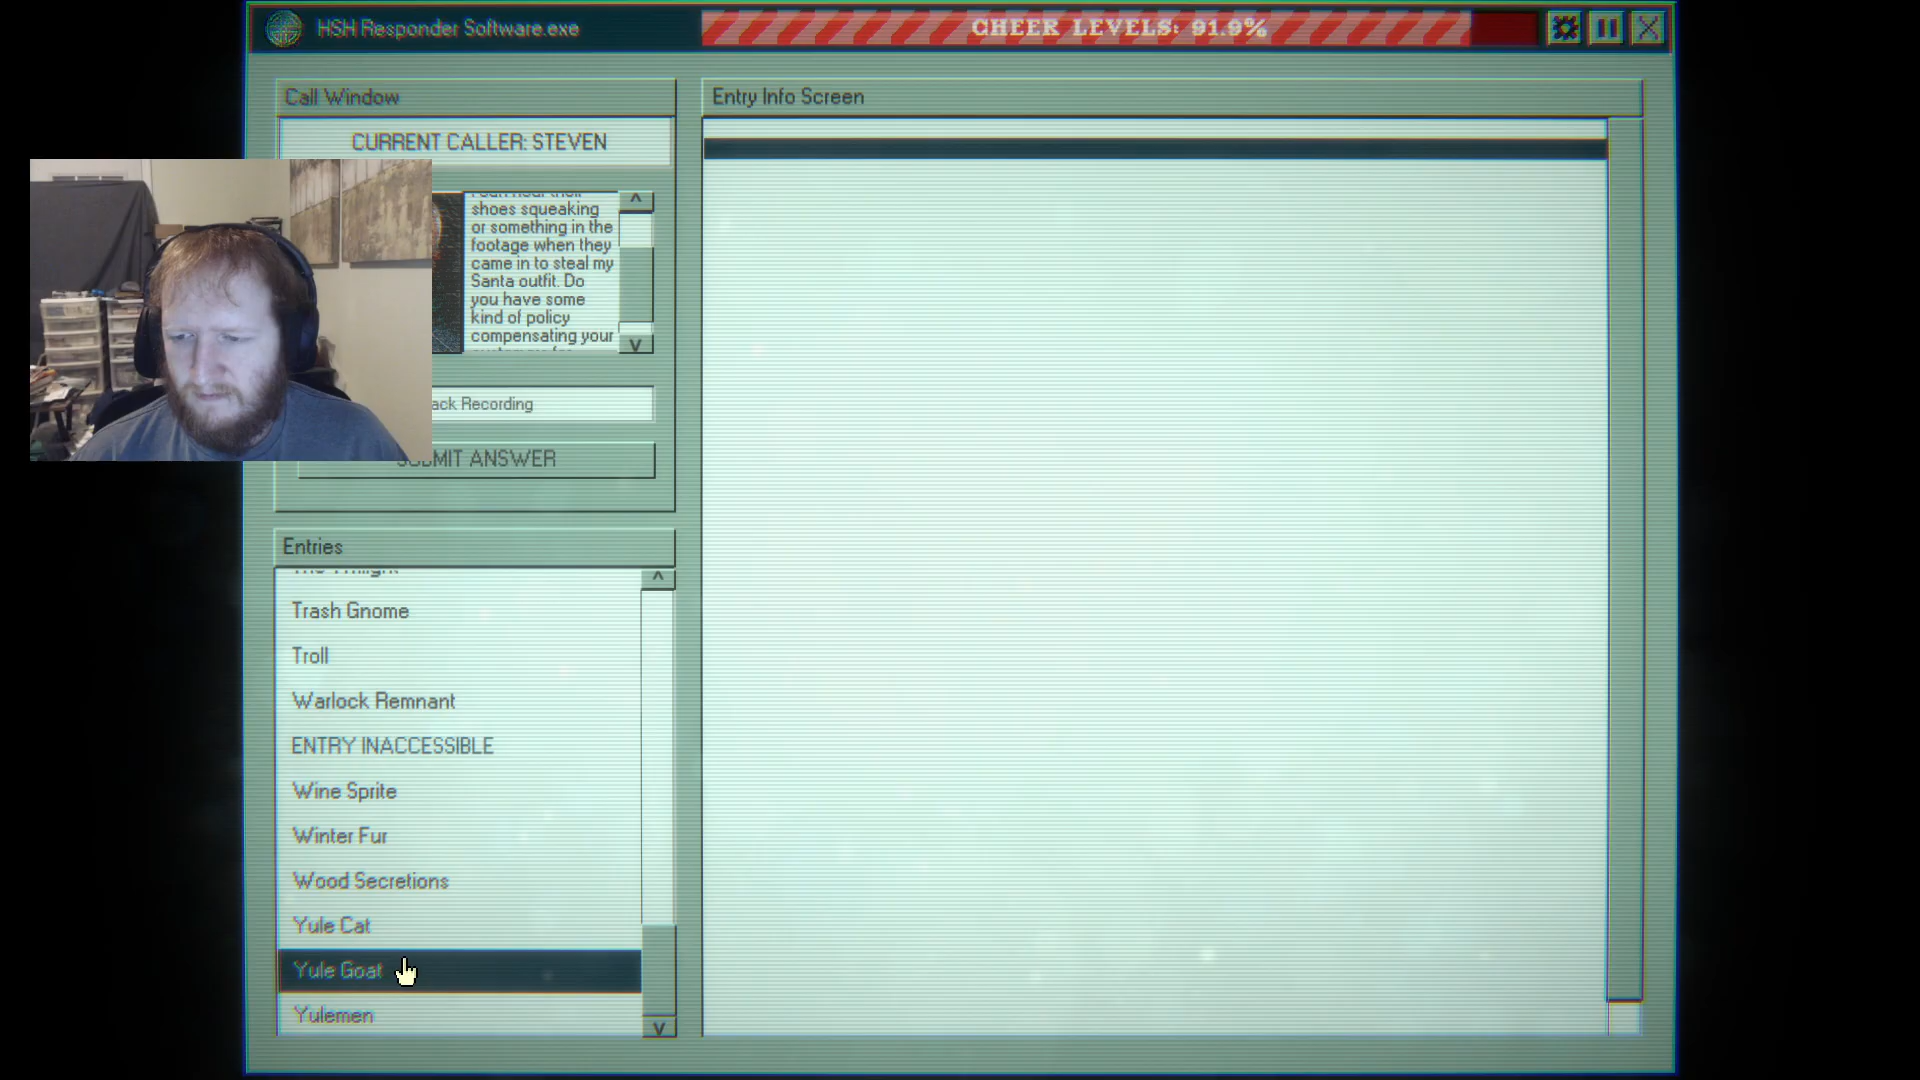 HSH Responder Software.exe
CHEER LEVELS: 91.9%
Call Window
Entry Info Screen
CURRENT CALLER: STEVEN
shoes squeaking
or something in the
footage when they
came in to steal my
Santa outfit. Do
you have some
kind of policy
compensating your
ack Recording
SUBMIT ANSWER
Entries
Trash Gnome
Troll
Warlock Remnant
ENTRY INACCESSIBLE
Wine Sprite
Winter Fur
Wood Secretions
Yule Cat
Yule Goat
Yulemen